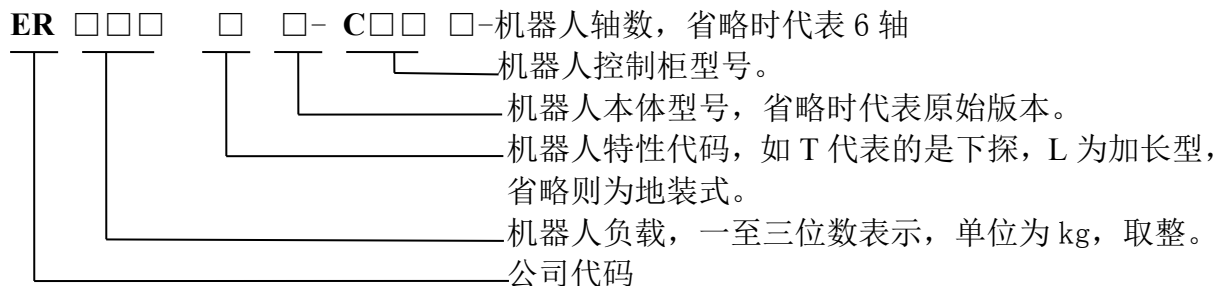 ER □□□ □ □- C□□ □-机器人轴数，省略时代表 6 轴
机器人控制柜型号。
机器人本体型号，省略时代表原始版本。
机器人特性代码，如 T 代表的是下探，L 为加长型，
省略则为地装式。
机器人负载，一至三位数表示，单位为 kg，取整。
公司代码